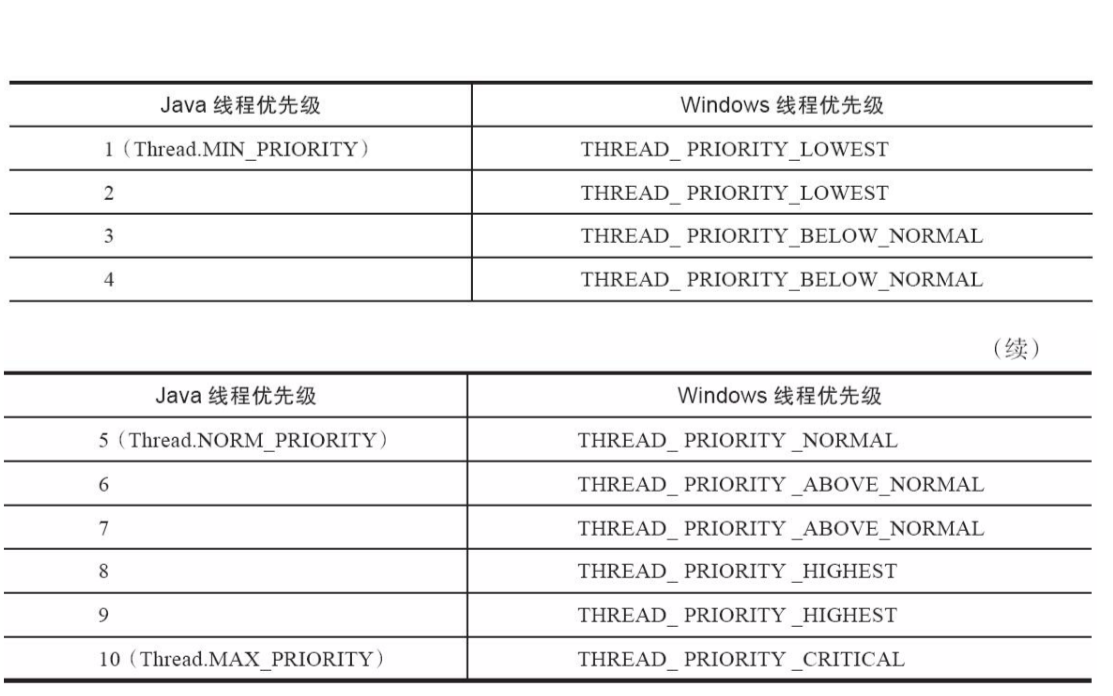 Java 线程优先级 Windows 线程优先级
1（Thread.MIN_PRIORITY） THREAD_ PRIORITY_LOWEST
2 THREAD_ PRIORITY_LOWEST
3 THREAD_ PRIORITY_BELOW_NORMAL
4 THREAD_ PRIORITY_BELOW_NORMAL
（续）
Java 线程优先级 Windows 线程优先级
5（Thread.NORM_PRIORITY） THREAD_ PRIORITY _NORMAL
6 THREAD_ PRIORITY _ABOVE_NORMAL
7 THREAD_ PRIORITY _ABOVE_NORMAL
8 THREAD_ PRIORITY _HIGHEST
9 THREAD_ PRIORITY _HIGHEST
10（Thread.MAX_PRIORITY） THREAD_ PRIORITY _CRITICAL